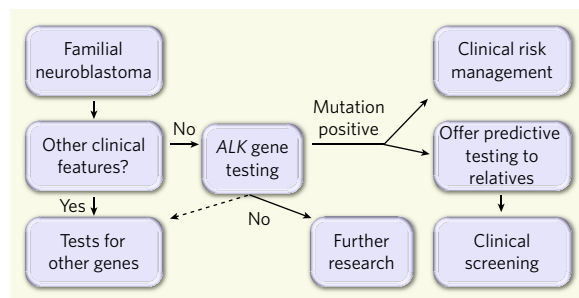 Familial
neuroblastoma
Other clinical
features?
No
ALK gene
testing
Mutation
positive
Clinical risk
management
Offer predictive
testing to
relatives
Yes
Tests for
other genes
No
Further
research
Clinical
screening